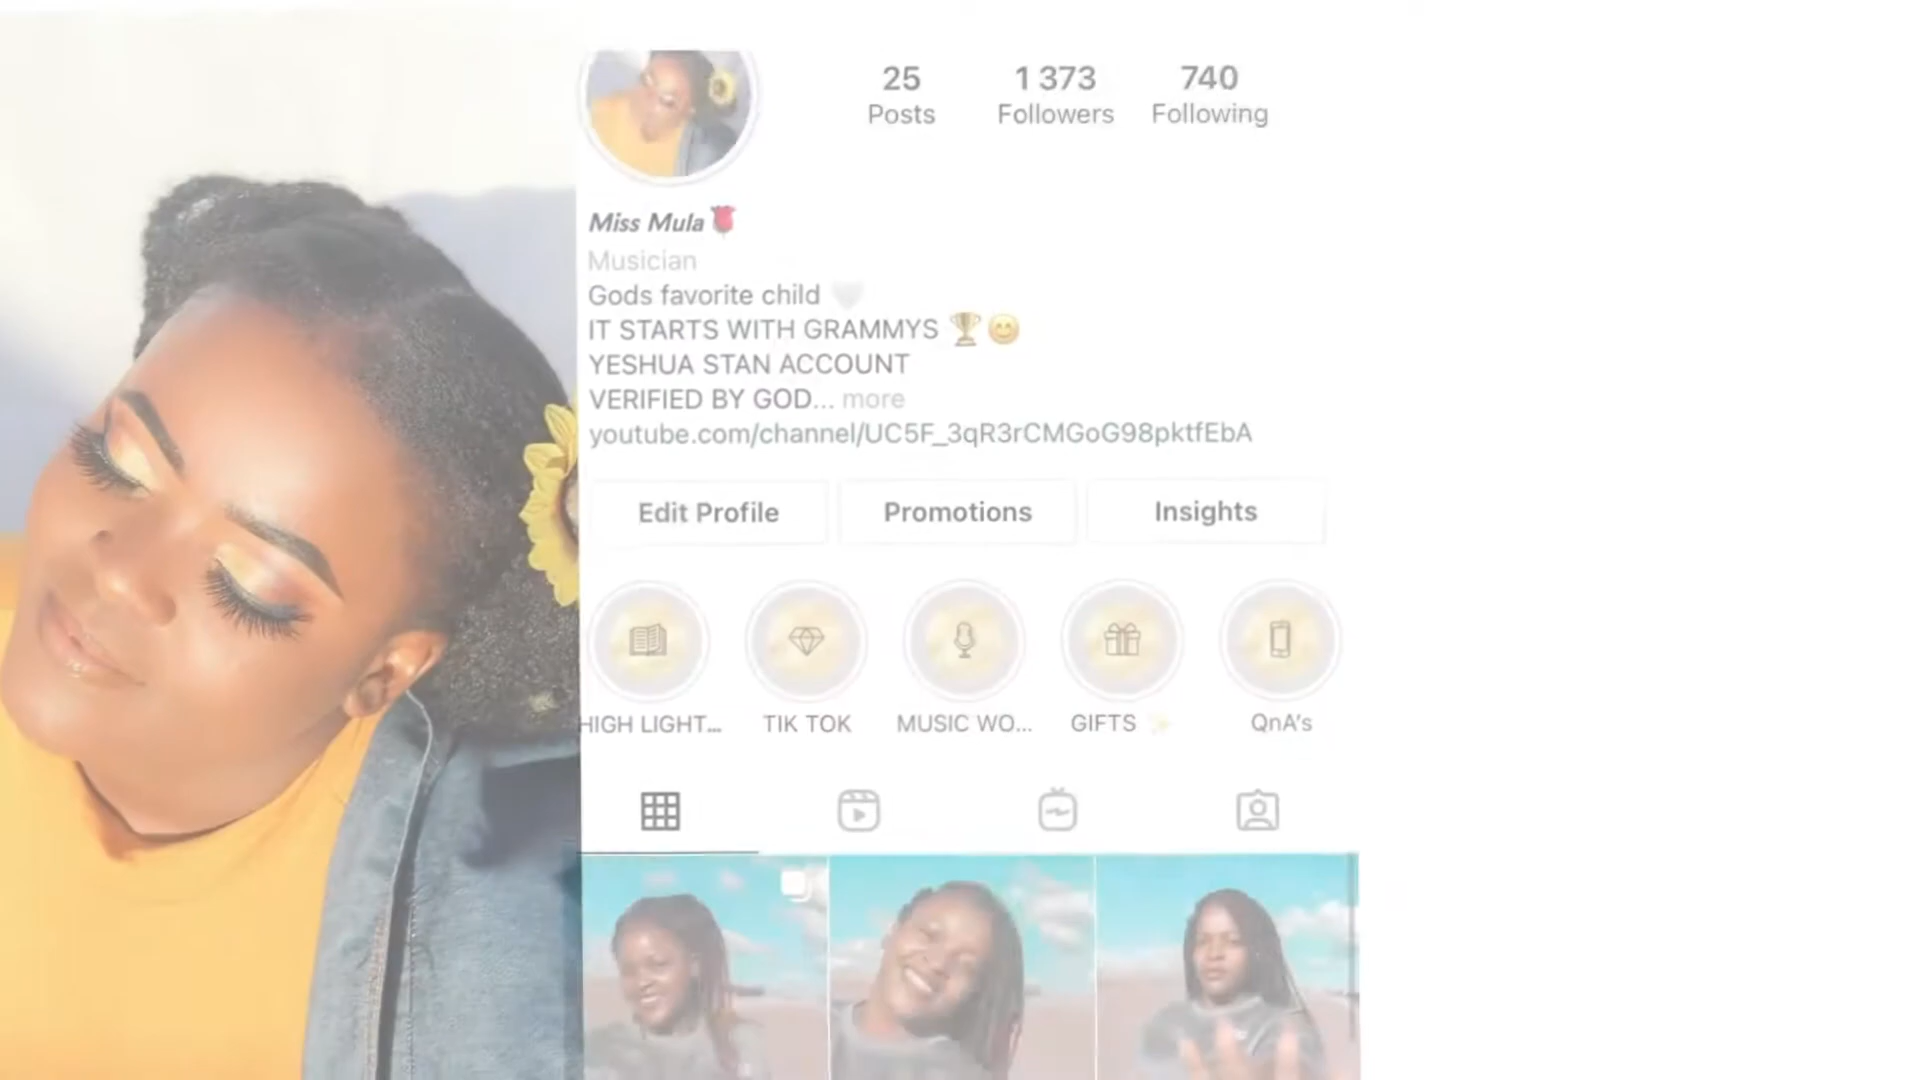 25 1 373 740
Posts Followers Following
Miss Mula🌹
Musician
Gods favorite child 🤍
IT STARTS WITH GRAMMYS 🏆😊
YESHUA STAN ACCOUNT
VERIFIED BY GOD... more
youtube.com/channel/UC5F_3qR3rCMGoG98pktfEbA
Edit Profile Promotions Insights
HIGH LIGHT... TIK TOK MUSIC WO... GIFTS ✨ QnA's